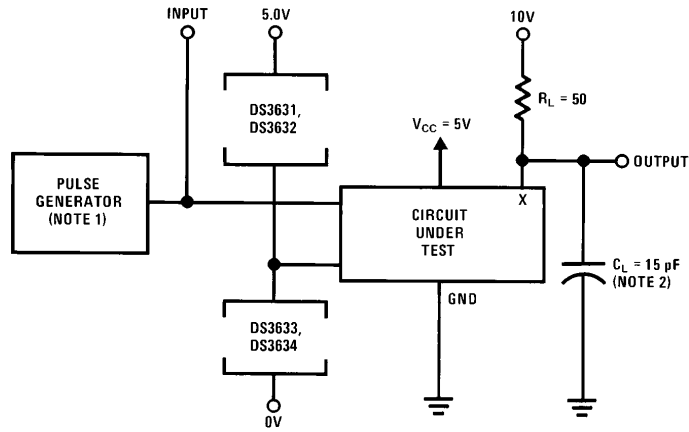 INPUT
5.0V
10V
DS3631,
DS3632
R_L = 50
V_CC = 5V
OUTPUT
PULSE
GENERATOR
(NOTE 1)
X
CIRCUIT
UNDER
TEST
C_L = 15 pF
(NOTE 2)
GND
DS3633,
DS3634
0V